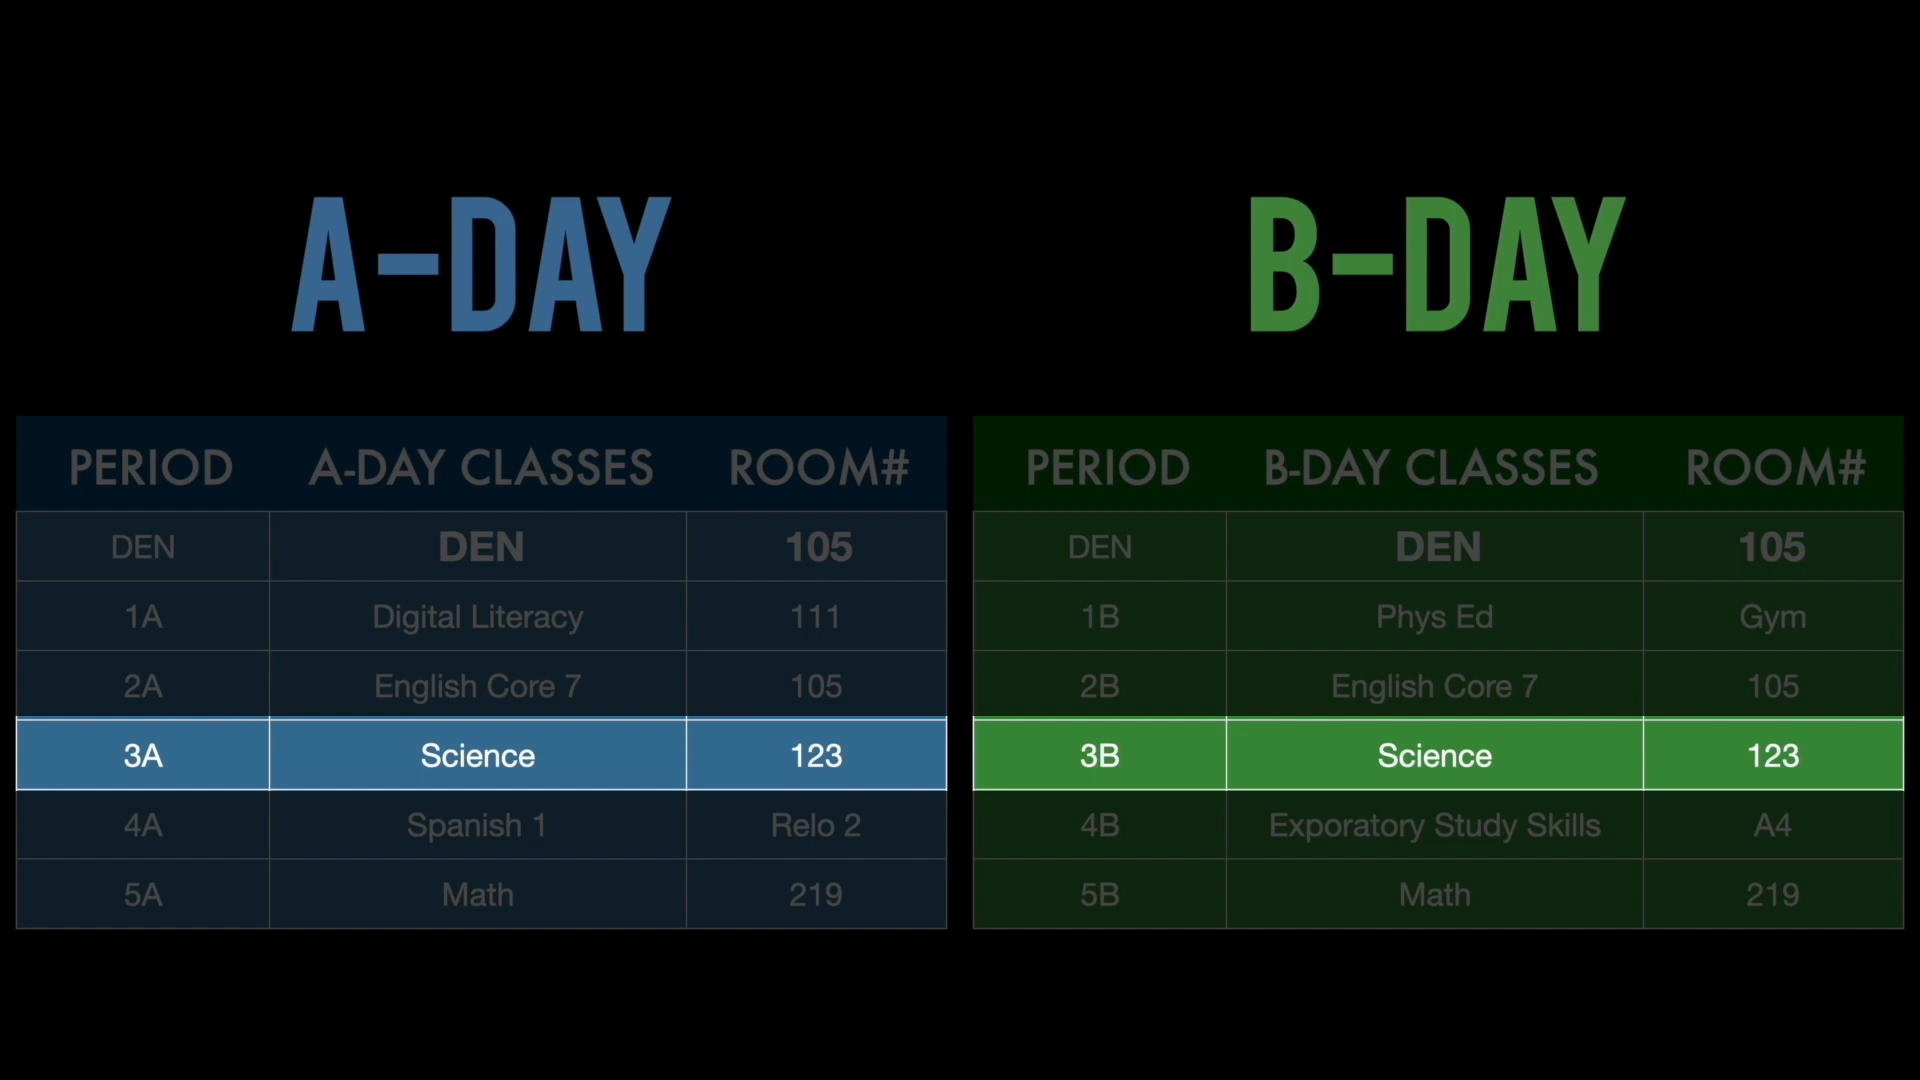 A-DAY
PERIOD A-DAY CLASSES ROOM#
DEN DEN 105
1A Digital Literacy 111
2A English Core 7 105
3A Science 123
4A Spanish 1 Relo 2
5A Math 219
B-DAY
PERIOD B-DAY CLASSES ROOM#
DEN DEN 105
1B Phys Ed Gym
2B English Core 7 105
3B Science 123
4B Exporatory Study Skills A4
5B Math 219